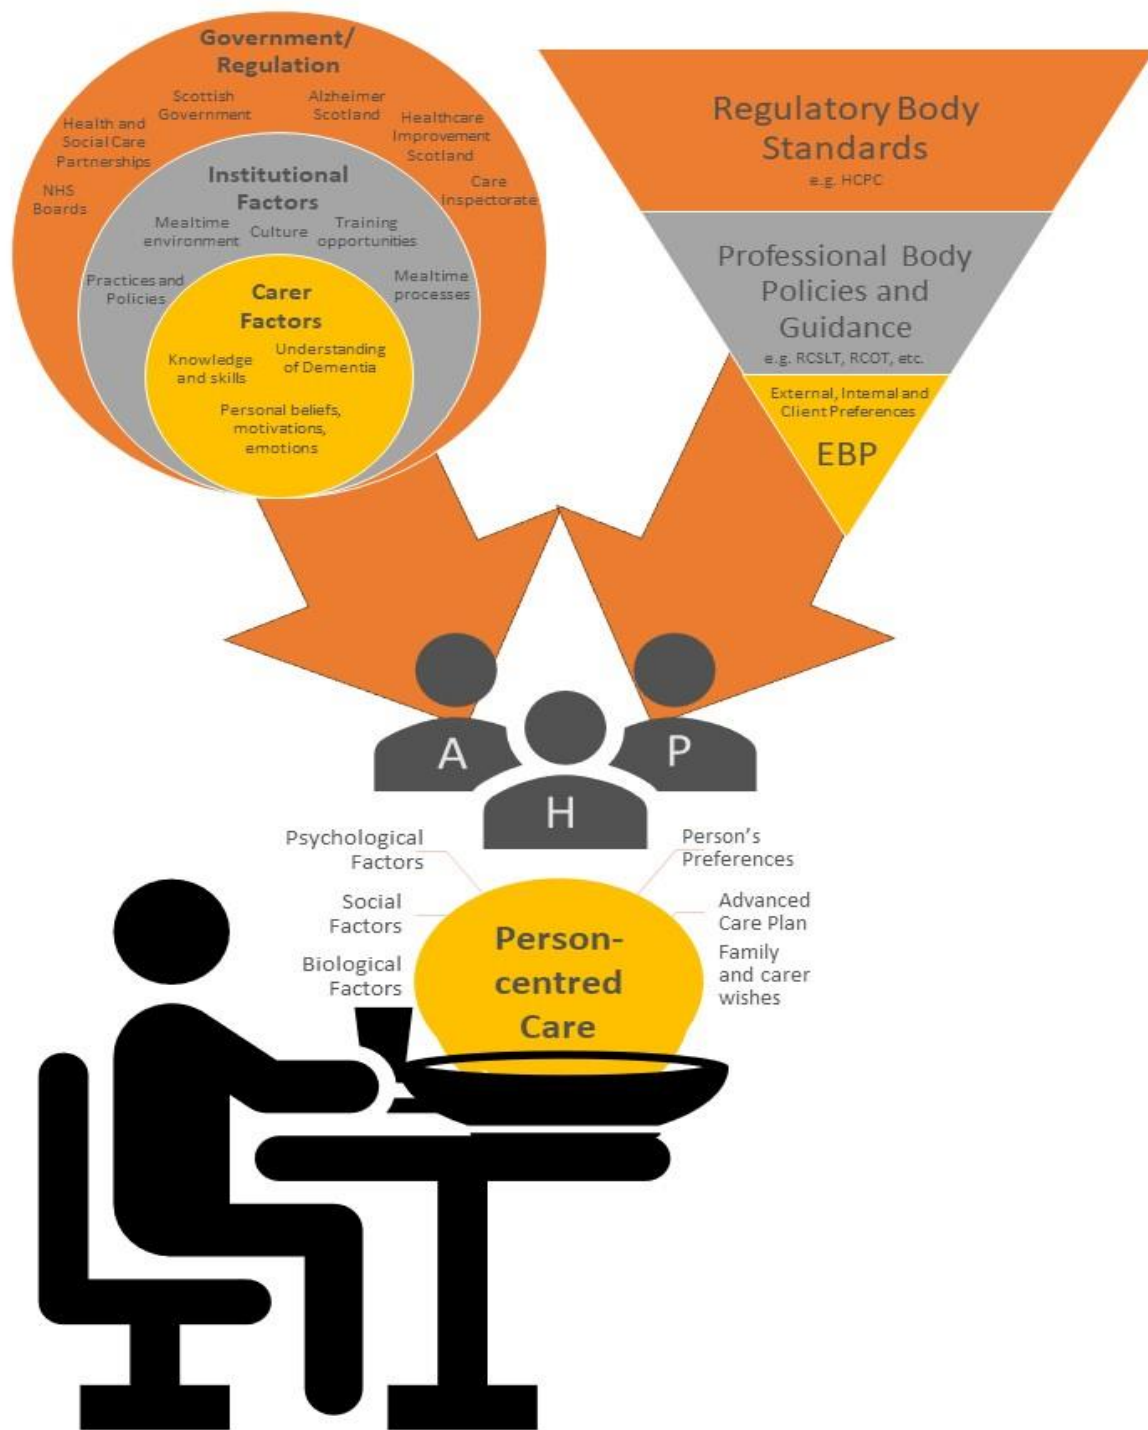 Government/
Regulation
Scottish
Government
Alzheimer
Scotland
Health and
Social Care
Partnerships
Healthcare
Improvement
Scotland
NHS
Boards
Care
Inspectorate
Institutional
Factors
Mealtime
environment
Culture
Training
opportunities
Practices and
Policies
Mealtime
processes
Carer
Factors
Knowledge
and skills
Understanding
of Dementia
Personal beliefs,
motivations,
emotions
Regulatory Body
Standards
e.g. HCPC
Professional Body
Policies and
Guidance
e.g. RCSLT, RCOT, etc.
External, Internal and
Client Preferences
EBP
A
H
P
Psychological
Factors
Social
Factors
Biological
Factors
Person's
Preferences
Advanced
Care Plan
Family
and carer
wishes
Person-
centred
Care